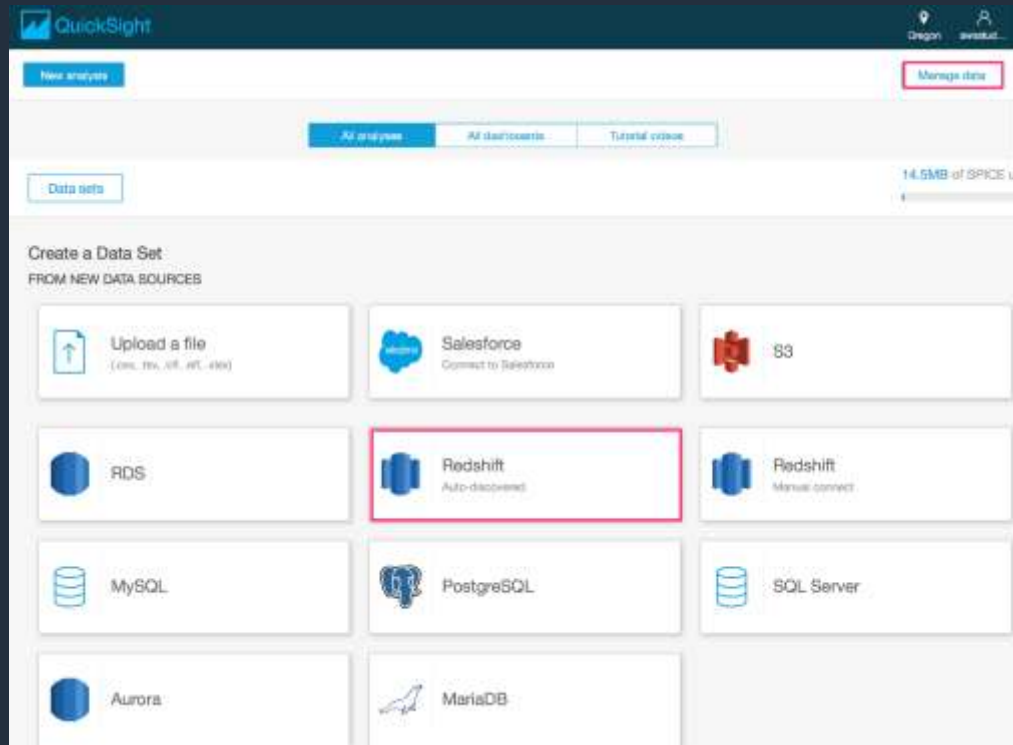 QuickSight
Oregon
New analysis
Manage data
All analyses
All dashboards
Tutorial videos
Data sets
14.5MB of SPICE u
Create a Data Set
FROM NEW DATA SOURCES
Upload a file
Salesforce
Connect to Salesforce
S3
RDS
Redshift
Auto-discovered
Redshift
Manual connect
MySQL
PostgreSQL
SQL Server
Aurora
MariaDB